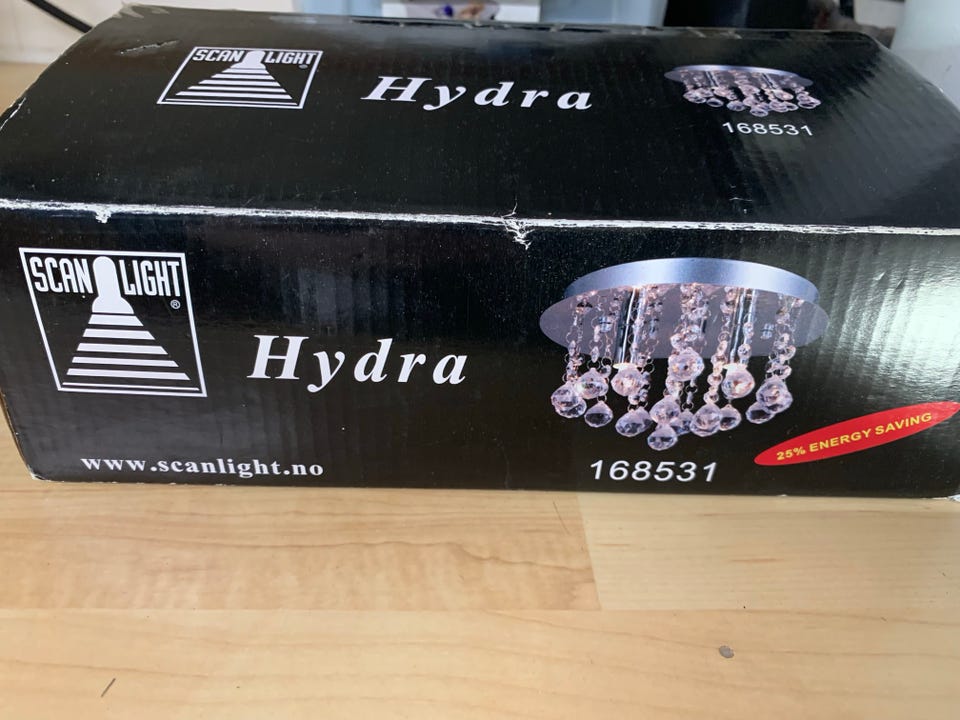 SCAN LIGHT
Hydra
168531
SCAN LIGHT®
Hydra
www.scanlight.no
168531
25% ENERGY SAVING